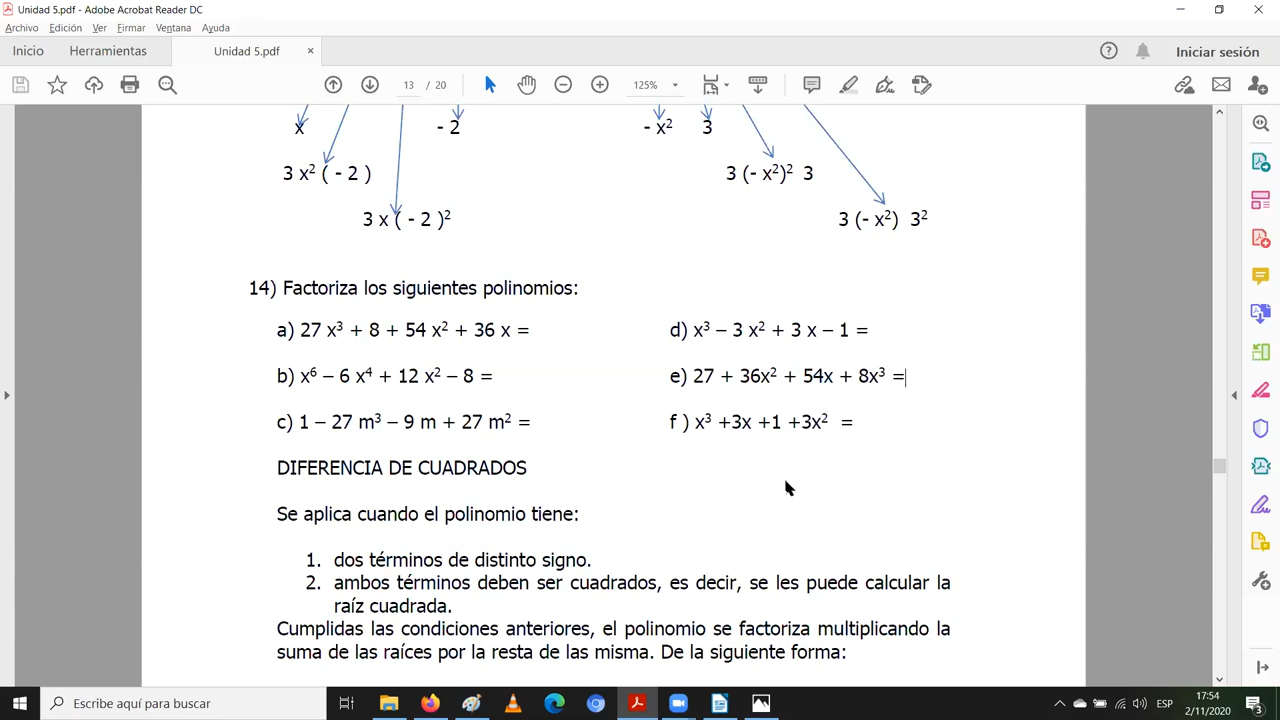 Unidad 5.pdf - Adobe Acrobat Reader DC
Archivo Edición Ver Firmar Ventana Ayuda
Inicio Herramientas Unidad 5.pdf × Iniciar sesión
13 / 20 125%
x - 2 - x² 3
3 x² ( - 2 ) 3 (- x²)² 3
3 x ( - 2 )² 3 (- x²) 3²
14) Factoriza los siguientes polinomios:
a) 27 x³ + 8 + 54 x² + 36 x = d) x³ – 3 x² + 3 x – 1 =
b) x⁶ – 6 x⁴ + 12 x² – 8 = e) 27 + 36x² + 54x + 8x³ =
c) 1 – 27 m³ – 9 m + 27 m² = f ) x³ +3x +1 +3x² =
DIFERENCIA DE CUADRADOS
Se aplica cuando el polinomio tiene:
1. dos términos de distinto signo.
2. ambos términos deben ser cuadrados, es decir, se les puede calcular la
raíz cuadrada.
Cumplidas las condiciones anteriores, el polinomio se factoriza multiplicando la
suma de las raíces por la resta de las misma. De la siguiente forma:
Escribe aquí para buscar
ESP
17:54
2/11/2020
3